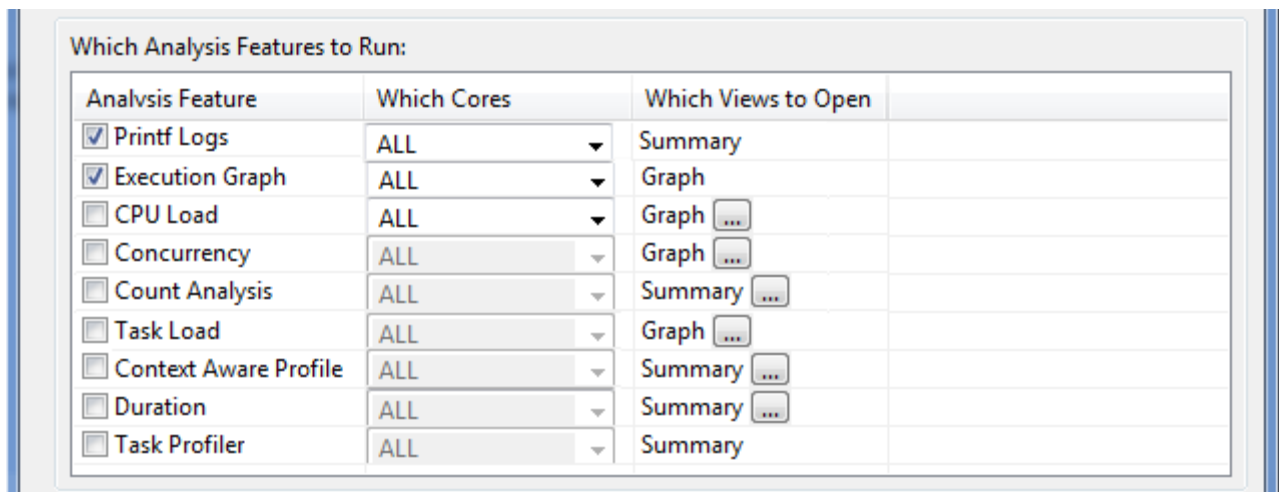 Which Analysis Features to Run:
Analysis Feature Which Cores Which Views to Open
Printf Logs ALL Summary
Execution Graph ALL Graph
CPU Load ALL Graph ...
Concurrency ALL Graph ...
Count Analysis ALL Summary ...
Task Load ALL Graph ...
Context Aware Profile ALL Summary ...
Duration ALL Summary ...
Task Profiler ALL Summary